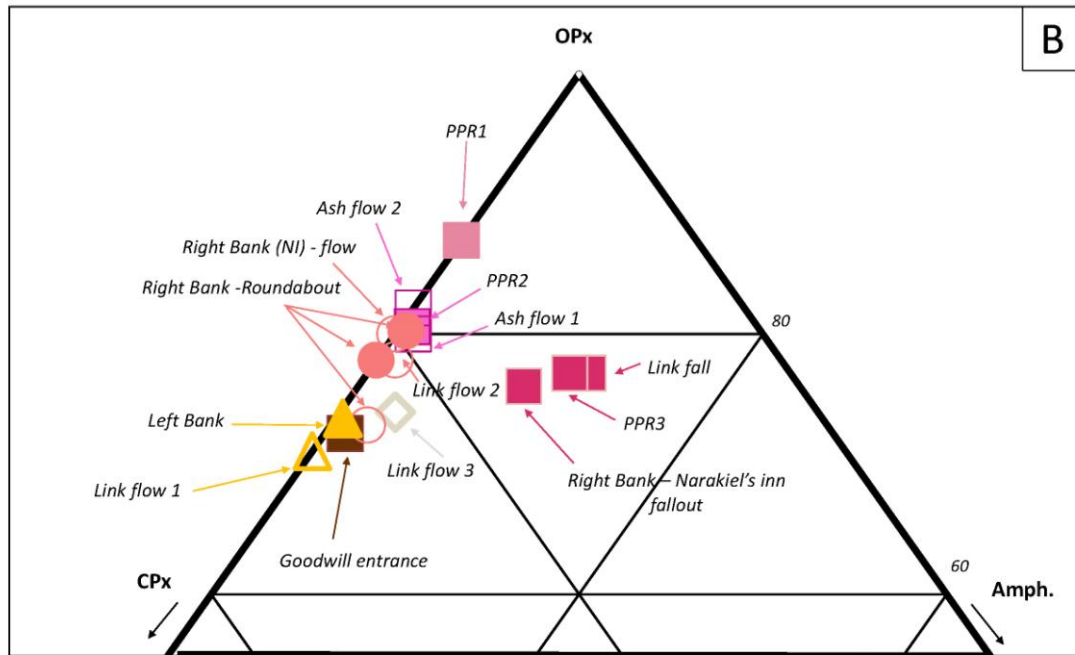 B
OPx
PPR1
Ash flow 2
Right Bank (NI) - flow
Right Bank -Roundabout
PPR2
Ash flow 1
80
Link fall
Link flow 2
PPR3
Left Bank
Link flow 3
Right Bank – Narakiel's inn
fallout
Link flow 1
Goodwill entrance
60
CPx
Amph.